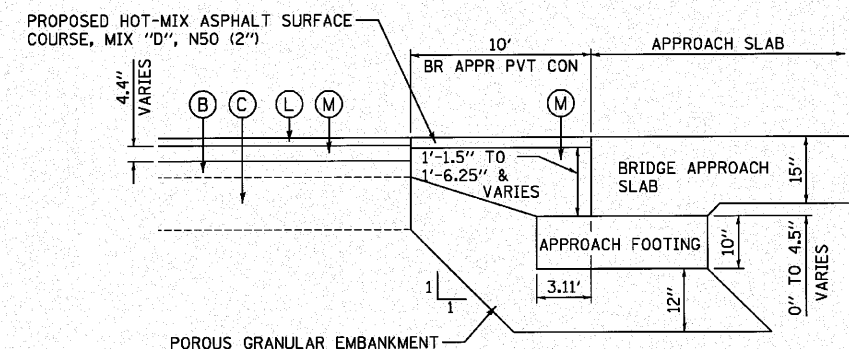 PROPOSED HOT-MIX ASPHALT SURFACE
COURSE, MIX "D", N50 (2")
10'
BR APPR PVT CON
APPROACH SLAB
4.4"
VARIES
B
C
L
M
M
1'-1.5" TO
1'-6.25" &
VARIES
BRIDGE APPROACH
SLAB
15"
APPROACH FOOTING
10"
0" TO 4.5"
VARIES
3.11'
12"
1
1
POROUS GRANULAR EMBANKMENT